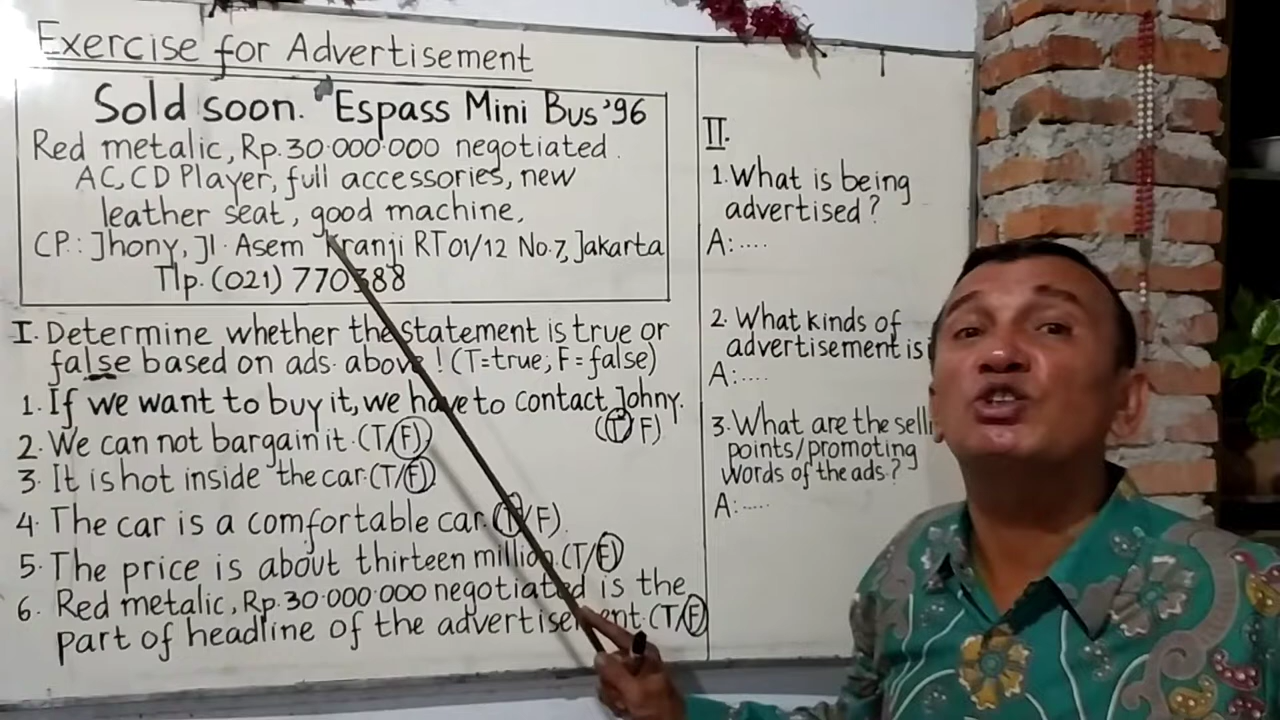 Exercise for Advertisement
Sold soon. Espass Mini Bus '96
Red metalic, Rp. 30.000.000 negotiated.
AC, CD Player, full accessories, new
leather seat, good machine,
CP.: Jhony, Jl. Asem Kranji RT 01/12 No.7, Jakarta
Tlp. (021) 770388
I. Determine whether the statement is true or
false based on ads. above! (T=true; F=false)
1. If we want to buy it, we have to contact Johny.
(T/F)
2. We can not bargain it. (T/F)
3. It is hot inside the car. (T/F)
4. The car is a comfortable car. (T/F).
5. The price is about thirteen million. (T/F)
6. Red metalic, Rp. 30.000.000 negotiated is the
part of headline of the advertisement. (T/F)
II.
1. What is being
advertised?
A: ....
2. What kinds of
advertisement is
A: ....
3. What are the
points/promoting
words of the ads.?
A: ....